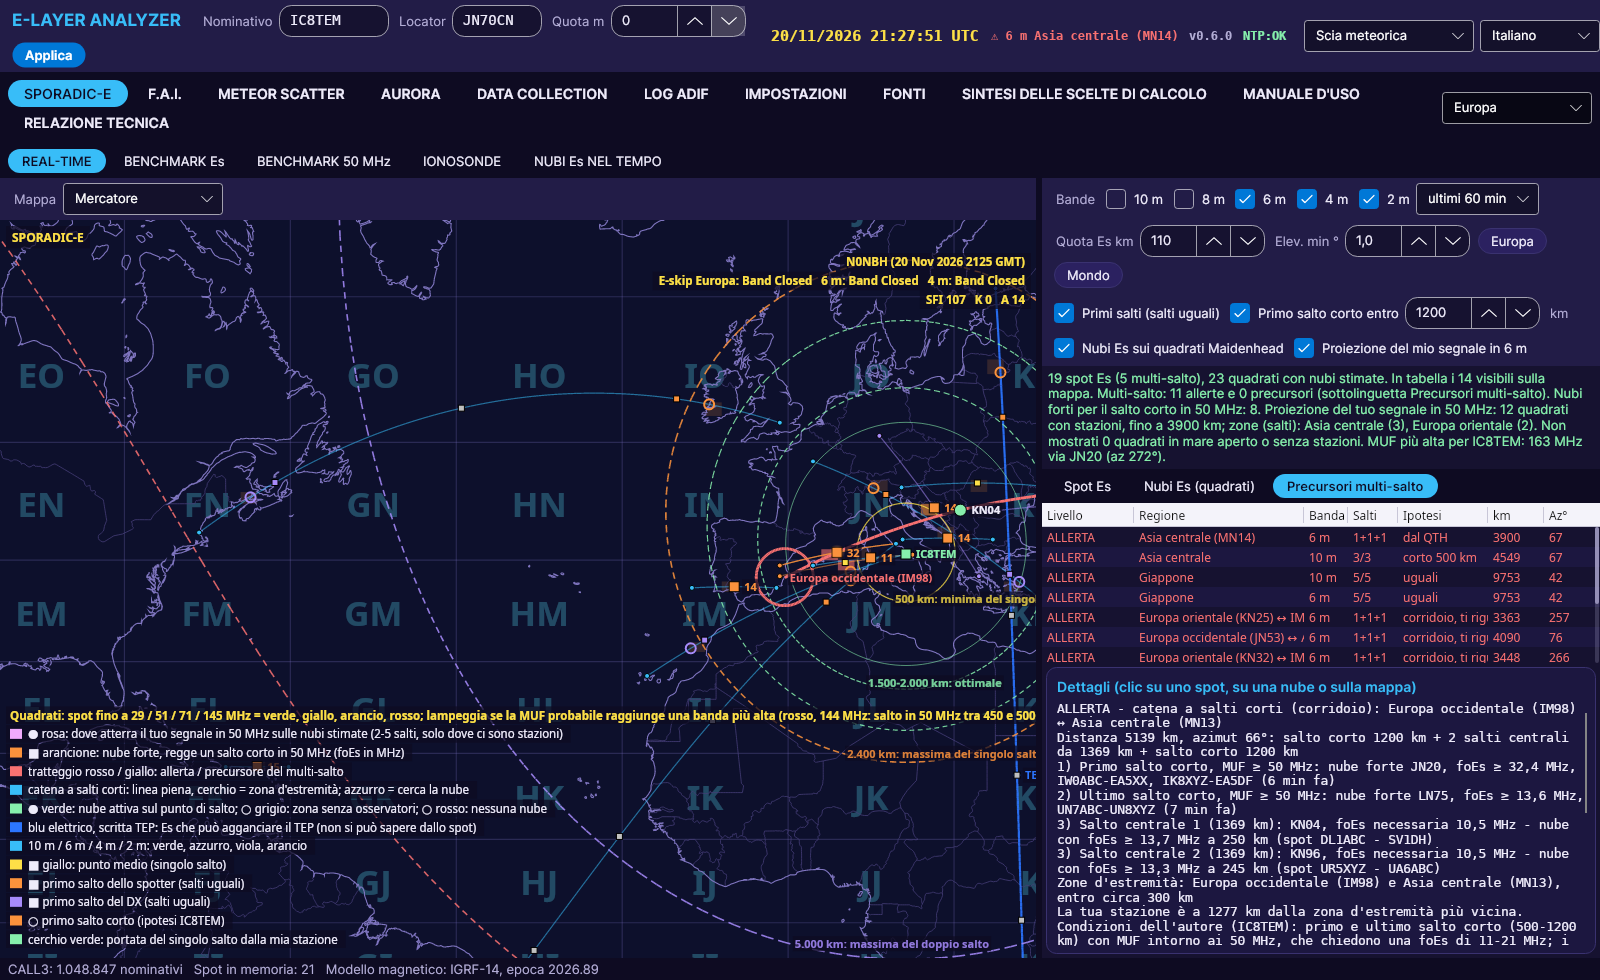 E-LAYER ANALYZER Nominativo IC8TEM Locator JN70CN Quota m 0
20/11/2026 21:27:51 UTC ⚠ 6 m Asia centrale (MN14) v0.6.0 NTP:OK Scia meteorica Italiano
Applica
SPORADIC-E F.A.I. METEOR SCATTER AURORA DATA COLLECTION LOG ADIF IMPOSTAZIONI FONTI SINTESI DELLE SCELTE DI CALCOLO MANUALE D'USO
RELAZIONE TECNICA
Europa
REAL-TIME BENCHMARK Es BENCHMARK 50 MHz IONOSONDE NUBI Es NEL TEMPO
Mappa Mercatore
SPORADIC-E
N0NBH (20 Nov 2026 2125 GMT)
E-skip Europa: Band Closed 6 m: Band Closed 4 m: Band Closed
SFI 107 K 0 A 14
EO FO GO HO IO JO K
EN FN GN HN IN JN K
14 KN04
14
32 11 IC8TEM
Europa occidentale (IM98)
14
500 km: minima del singo
EM FM GM HM IM JM K
1.500-2.000 km: ottimale
Quadrati: spot fino a 29 / 51 / 71 / 145 MHz = verde, giallo, arancio, rosso; lampeggia se la MUF probabile raggiunge una banda più alta (rosso, 144 MHz: salto in 50 MHz tra 450 e 500
rosa: dove atterra il tuo segnale in 50 MHz sulle nubi stimate (2-5 salti, solo dove ci sono stazioni)
arancione: nube forte, regge un salto corto in 50 MHz (foEs in MHz)
2.400 km: massima del singolo salt
tratteggio rosso / giallo: allerta / precursore del multi-salto
TE
catena a salti corti: linea piena, cerchio = zona d'estremità; azzurro = cerca la nube
HK IK JK K
verde: nube attiva sul punto di salto; ○ grigio: zona senza osservatori; ○ rosso: nessuna nube
blu elettrico, scritta TEP: Es che può agganciare il TEP (non si può sapere dallo spot)
10 m / 6 m / 4 m / 2 m: verde, azzurro, viola, arancio
giallo: punto medio (singolo salto)
primo salto dello spotter (salti uguali)
GJ HJ IJ JJ K
primo salto del DX (salti uguali)
primo salto corto (ipotesi IC8TEM)
cerchio verde: portata del singolo salto dalla mia stazione
5.000 km: massima del doppio salto
Bande 10 m 8 m 6 m 4 m 2 m ultimi 60 min
Quota Es km 110 Elev. min ° 1,0 Europa
Mondo
Primi salti (salti uguali) Primo salto corto entro 1200 km
Nubi Es sui quadrati Maidenhead Proiezione del mio segnale in 6 m
19 spot Es (5 multi-salto), 23 quadrati con nubi stimate. In tabella i 14 visibili sulla
mappa. Multi-salto: 11 allerte e 0 precursori (sottolinguetta Precursori multi-salto). Nubi
forti per il salto corto in 50 MHz: 8. Proiezione del tuo segnale in 50 MHz: 12 quadrati
con stazioni, fino a 3900 km; zone (salti): Asia centrale (3), Europa orientale (2). Non
mostrati 0 quadrati in mare aperto o senza stazioni. MUF più alta per IC8TEM: 163 MHz
via JN20 (az 272°).
Spot Es Nubi Es (quadrati) Precursori multi-salto
Livello Regione Banda Salti Ipotesi km Az°
ALLERTA Asia centrale (MN14) 6 m 1+1+1 dal QTH 3900 67
ALLERTA Asia centrale 10 m 3/3 corto 500 km 4549 67
ALLERTA Giappone 10 m 5/5 uguali 9753 42
ALLERTA Giappone 6 m 5/5 uguali 9753 42
ALLERTA Europa orientale (KN25) ↔ IM 6 m 1+1+1 corridoio, ti rig 3363 257
ALLERTA Europa occidentale (JN53) ↔ 6 m 1+1+1 corridoio, ti rig 4090 76
ALLERTA Europa orientale (KN32) ↔ IM 6 m 1+1+1 corridoio, ti rig 3448 266
Dettagli (clic su uno spot, su una nube o sulla mappa)
ALLERTA - catena a salti corti (corridoio): Europa occidentale (IM98)
↔ Asia centrale (MN13)
Distanza 5139 km, azimut 66°: salto corto 1200 km + 2 salti centrali
da 1369 km + salto corto 1200 km
1) Primo salto corto, MUF ≥ 50 MHz: nube forte JN20, foEs ≥ 32,4 MHz,
IW0ABC-EA5XX, IK8XYZ-EA5DF (6 min fa)
2) Ultimo salto corto, MUF ≥ 50 MHz: nube forte LN75, foEs ≥ 13,6 MHz,
UN7ABC-UN8XYZ (7 min fa)
3) Salto centrale 1 (1369 km): KN04, foEs necessaria 10,5 MHz - nube
con foEs ≥ 13,7 MHz a 250 km (spot DL1ABC - SV1DH)
3) Salto centrale 2 (1369 km): KN96, foEs necessaria 10,5 MHz - nube
con foEs ≥ 13,3 MHz a 245 km (spot UR5XYZ - UA6ABC)
Zone d'estremità: Europa occidentale (IM98) e Asia centrale (MN13),
entro circa 300 km
La tua stazione è a 1277 km dalla zona d'estremità più vicina.
Condizioni dell'autore (IC8TEM): primo e ultimo salto corto (500-1200
km) con MUF intorno ai 50 MHz, che chiedono una foEs di 11-21 MHz; i
CALL3: 1.048.847 nominativi Spot in memoria: 21 Modello magnetico: IGRF-14, epoca 2026.89